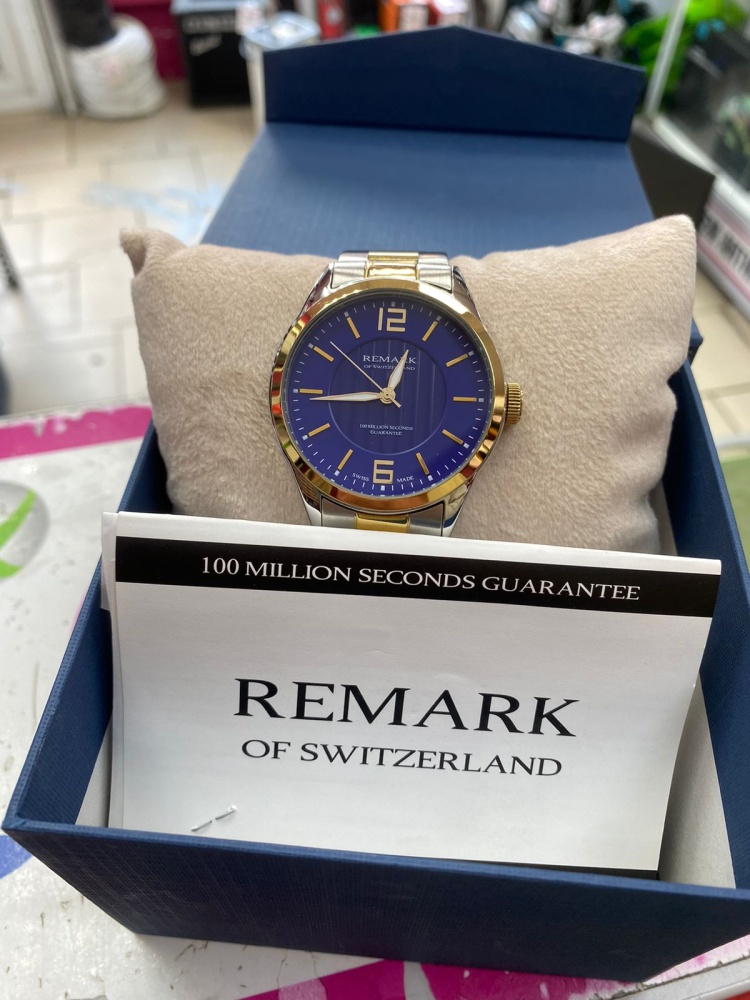 12
REMARK
OF SWITZERLAND
100 MILLION SECONDS
GUARANTEE
6
SWISS MADE
100 MILLION SECONDS GUARANTEE
REMARK
OF SWITZERLAND